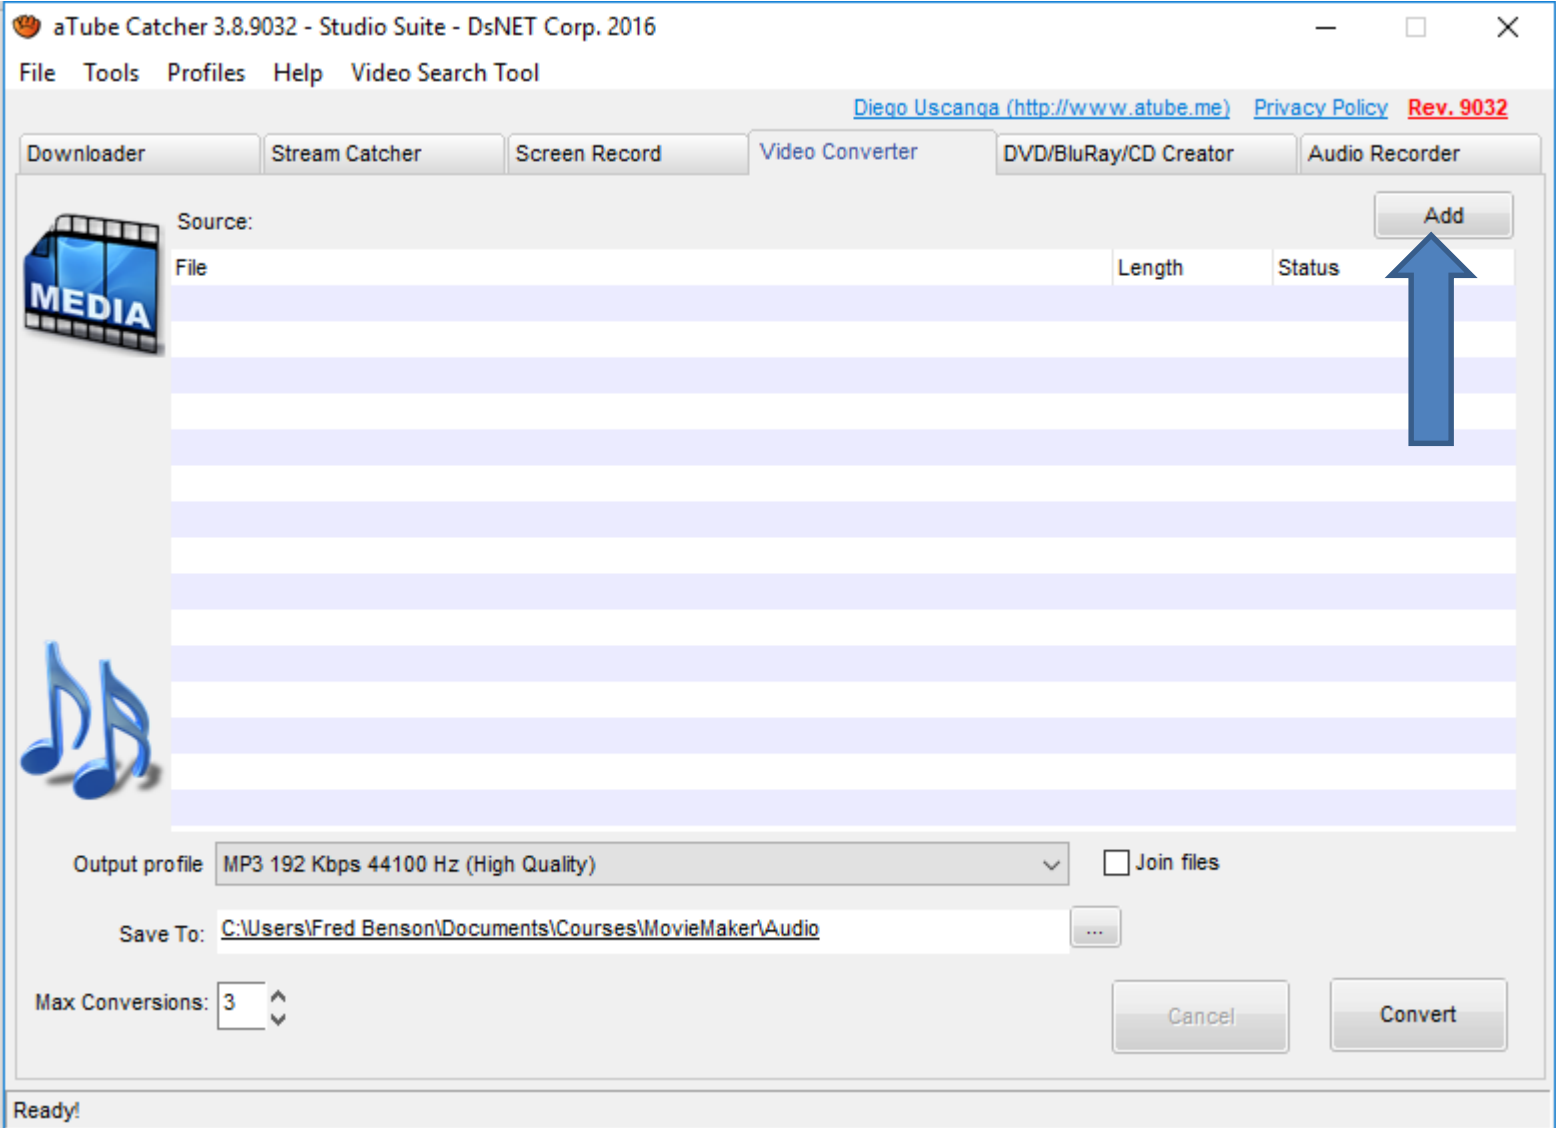 aTube Catcher 3.8.9032 - Studio Suite - DsNET Corp. 2016
File Tools Profiles Help Video Search Tool
Diego Uscanga (http://www.atube.me) Privacy Policy Rev. 9032
Downloader Stream Catcher Screen Record Video Converter DVD/BluRay/CD Creator Audio Recorder
Source: Add
File Length Status
MEDIA
Output profile MP3 192 Kbps 44100 Hz (High Quality) Join files
Save To: C:\Users\Fred Benson\Documents\Courses\MovieMaker\Audio ...
Max Conversions: 3 Cancel Convert
Ready!